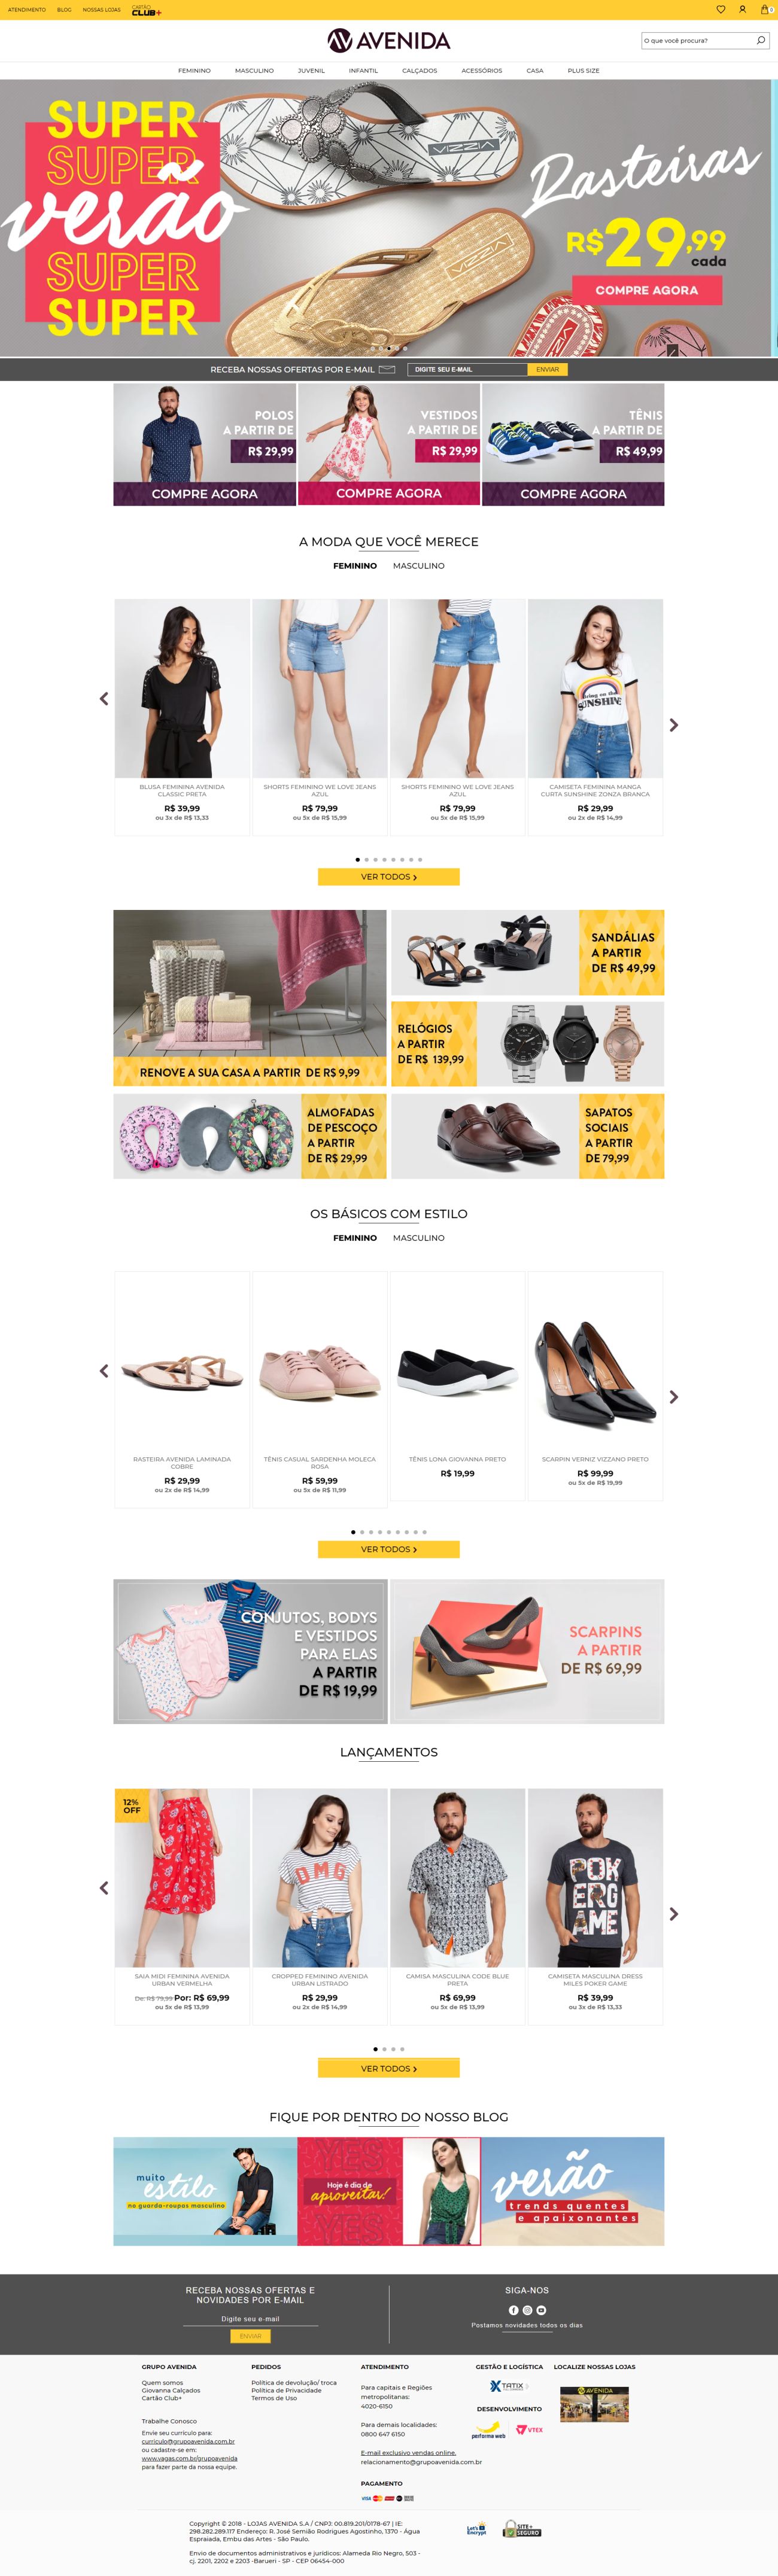 ATENDIMENTO BLOG NOSSAS LOJAS CARTÃO CLUB+
0
AVENIDA
O que você procura?
FEMININO MASCULINO JUVENIL INFANTIL CALÇADOS ACESSÓRIOS CASA PLUS SIZE
SUPER
SUPER
verão
SUPER
SUPER
VIZZIA
VIZZIA
Rasteiras
R$29,99
cada
COMPRE AGORA
RECEBA NOSSAS OFERTAS POR E-MAIL DIGITE SEU E-MAIL ENVIAR
POLOS
A PARTIR DE
R$ 29,99
COMPRE AGORA
VESTIDOS
A PARTIR DE
R$ 29,99
COMPRE AGORA
TÊNIS
A PARTIR DE
R$ 49,99
COMPRE AGORA
A MODA QUE VOCÊ MERECE
FEMININO MASCULINO
BLUSA FEMININA AVENIDA
CLASSIC PRETA
R$ 39,99
ou 3x de R$ 13,33
SHORTS FEMININO WE LOVE JEANS
AZUL
R$ 79,99
ou 5x de R$ 15,99
SHORTS FEMININO WE LOVE JEANS
AZUL
R$ 79,99
ou 5x de R$ 15,99
CAMISETA FEMININA MANGA
CURTA SUNSHINE ZONZA BRANCA
R$ 29,99
ou 2x de R$ 14,99
VER TODOS
RENOVE A SUA CASA A PARTIR DE R$ 9,99
SANDÁLIAS
A PARTIR
DE R$ 49,99
RELÓGIOS
A PARTIR
DE R$ 139,99
ALMOFADAS
DE PESCOÇO
A PARTIR
DE R$ 29,99
SAPATOS
SOCIAIS
A PARTIR
DE 79,99
OS BÁSICOS COM ESTILO
FEMININO MASCULINO
RASTEIRA AVENIDA LAMINADA
COBRE
R$ 29,99
ou 2x de R$ 14,99
TÊNIS CASUAL SARDENHA MOLECA
ROSA
R$ 59,99
ou 5x de R$ 11,99
TÊNIS LONA GIOVANNA PRETO
R$ 19,99
SCARPIN VERNIZ VIZZANO PRETO
R$ 99,99
ou 5x de R$ 19,99
VER TODOS
CONJUTOS, BODYS
E VESTIDOS
PARA ELAS
A PARTIR
DE R$ 19,99
SCARPINS
A PARTIR
DE R$ 69,99
LANÇAMENTOS
12%
OFF
OMG
POK
ERG
AME
SAIA MIDI FEMININA AVENIDA
URBAN VERMELHA
De: R$ 79,99 Por: R$ 69,99
ou 5x de R$ 13,99
CROPPED FEMININO AVENIDA
URBAN LISTRADO
R$ 29,99
ou 2x de R$ 14,99
CAMISA MASCULINA CODE BLUE
PRETA
R$ 69,99
ou 5x de R$ 13,99
CAMISETA MASCULINA DRESS
MILES POKER GAME
R$ 39,99
ou 3x de R$ 13,33
VER TODOS
FIQUE POR DENTRO DO NOSSO BLOG
muito
estilo
no guarda-roupas masculino
YES
Hoje é dia de
aproveitar!
YES
verão
trends quentes
e apaixonantes
RECEBA NOSSAS OFERTAS E
NOVIDADES POR E-MAIL
Digite seu e-mail
ENVIAR
SIGA-NOS
Postamos novidades todos os dias
GRUPO AVENIDA
Quem somos
Giovanna Calçados
Cartão Club+
Trabalhe Conosco
Envie seu currículo para:
curriculo@grupoavenida.com.br
ou cadastre-se em:
www.vagas.com.br/grupoavenida
para fazer parte da nossa equipe.
PEDIDOS
Política de devolução/ troca
Política de Privacidade
Termos de Uso
ATENDIMENTO
Para capitais e Regiões
metropolitanas:
4020-6150
Para demais localidades:
0800 647 6150
E-mail exclusivo vendas online.
relacionamento@grupoavenida.com.br
PAGAMENTO
VISA
GESTÃO E LOGÍSTICA
TATIX
DESENVOLVIMENTO
performa web
VTEX
LOCALIZE NOSSAS LOJAS
AVENIDA
Copyright © 2018 - LOJAS AVENIDA S.A / CNPJ: 00.819.201/0178-67 | IE:
298.282.289.117 Endereço: R. José Semião Rodrigues Agostinho, 1370 - Água
Espraiada, Embu das Artes - São Paulo.
Envio de documentos administrativos e jurídicos: Alameda Rio Negro, 503 -
cj. 2201, 2202 e 2203 -Barueri - SP - CEP 06454-000
Let's
Encrypt
SITE
SEGURO